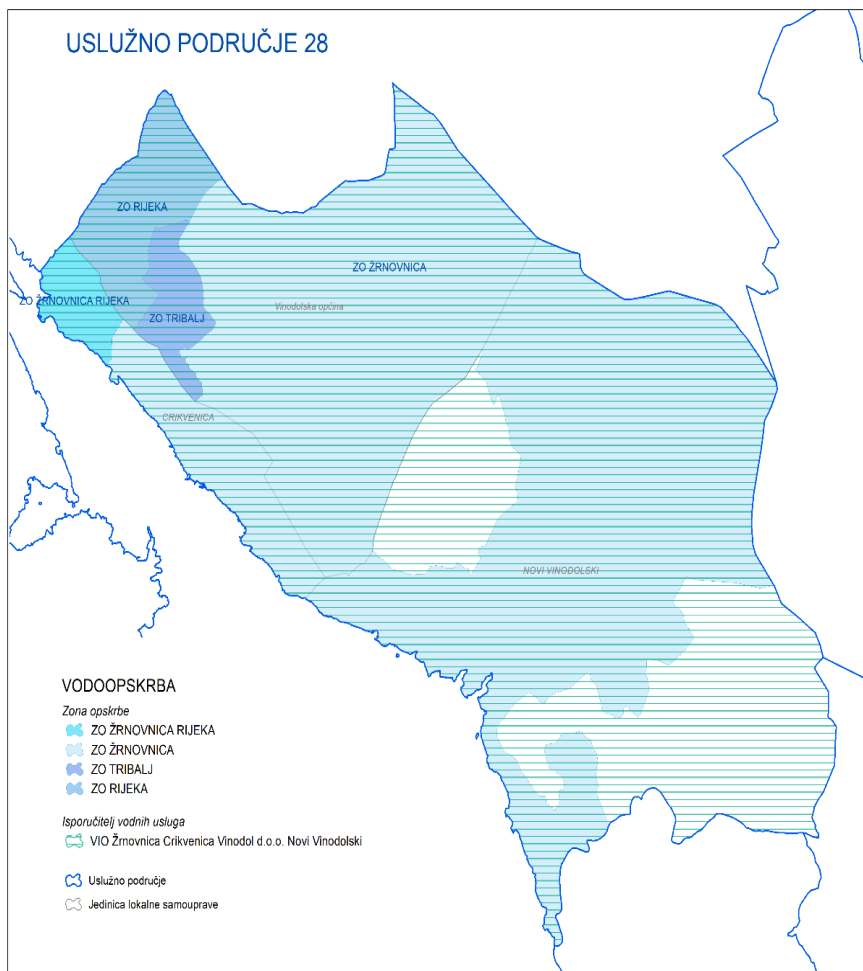 USLUŽNO PODRUČJE 28
ZO RIJEKA
ZO ŽRNOVNICA
ZO ŽRNOVNICA RIJEKA
Vinodolska općina
ZO TRIBALJ
CRIKVENICA
NOVI VINODOLSKI
VODOOPSKRBA
Zona opskrbe
ZO ŽRNOVNICA RIJEKA
ZO ŽRNOVNICA
ZO TRIBALJ
ZO RIJEKA
Isporučitelj vodnih usluga
VIO Žrnovnica Crikvenica Vinodol d.o.o. Novi Vinodolski
Uslužno područje
Jedinica lokalne samouprave